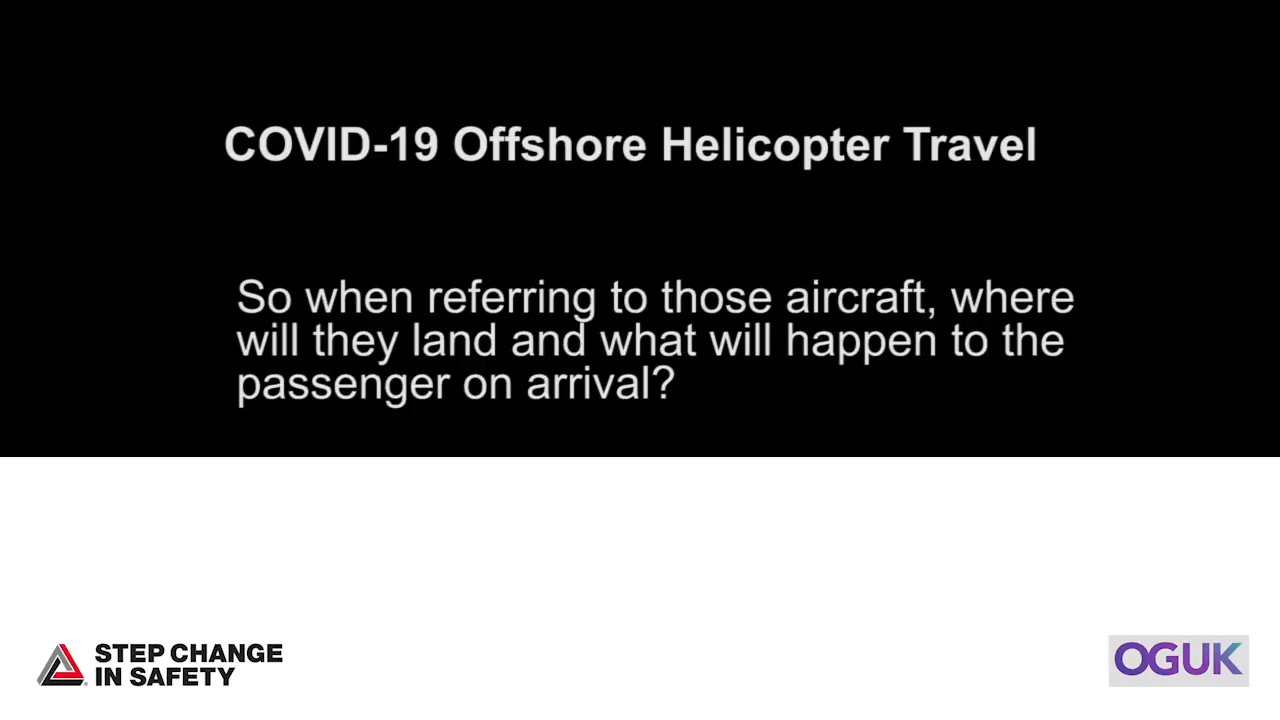 COVID-19 Offshore Helicopter Travel
So when referring to those aircraft, where
will they land and what will happen to the
passenger on arrival?
STEP CHANGE
IN SAFETY
OGUK